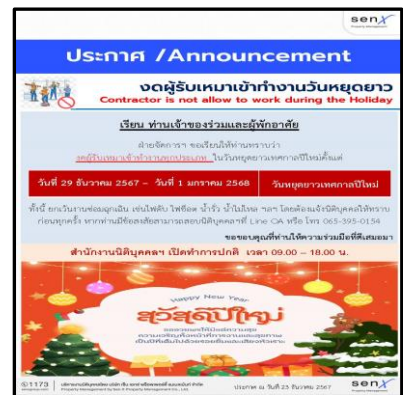 senx
Property Management
ประกาศ /Announcement
งดผู้รับเหมาเข้าทำงานวันหยุดยาว
Contractor is not allow to work during the Holiday
เรียน ท่านเจ้าของร่วมและผู้พักอาศัย
ฝ่ายจัดการฯ ขอเรียนให้ท่านทราบว่า
งดผู้รับเหมาเข้าทำงานทุกประเภท ในวันหยุดยาวเทศกาลปีใหม่ตั้งแต่
วันที่ 29 ธันวาคม 2567 – วันที่ 1 มกราคม 2568
วันหยุดยาวเทศกาลปีใหม่
ทั้งนี้ ยกเว้นงานซ่อมฉุกเฉิน เช่นไฟดับ ไฟช็อต น้ำรั่ว น้ำไม่ไหล ฯลฯ โดยต้องแจ้งนิติบุคคลให้ทราบ
ก่อนทุกครั้ง หากท่านมีข้อสงสัยสามารถสอบนิติบุคคลฯที่ Line OA หรือ โทร 065-395-0154
ขอขอบคุณที่ท่านให้ความร่วมมือที่ดีเสมอมา
สำนักงานนิติบุคคลฯ เปิดทำการปกติ เวลา 09.00 – 18.00 น.
Happy New Year
สวัสดีปีใหม่
1173
ประกาศ ณ วันที่ 23 ธันวาคม 2567
senx
Property Management